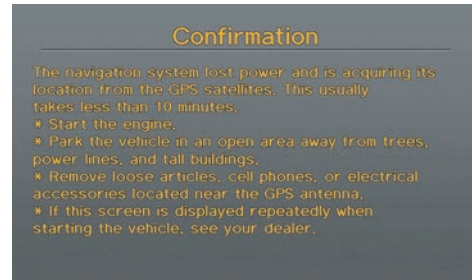 Confirmation
The navigation system lost power and is acquiring its
location from the GPS satellites. This usually
takes less than 10 minutes.
* Start the engine.
* Park the vehicle in an open area away from trees,
power lines, and tall buildings.
* Remove loose articles, cell phones, or electrical
accessories located near the GPS antenna.
* If this screen is displayed repeatedly when
starting the vehicle, see your dealer.